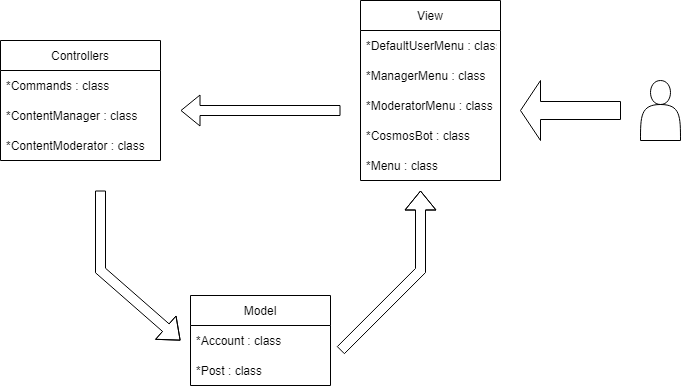 View
*DefaultUserMenu : clas
*ManagerMenu : class
*ModeratorMenu : class
*CosmosBot : class
*Menu : class
Controllers
*Commands : class
*ContentManager : class
*ContentModerator : class
Model
*Account : class
*Post : class